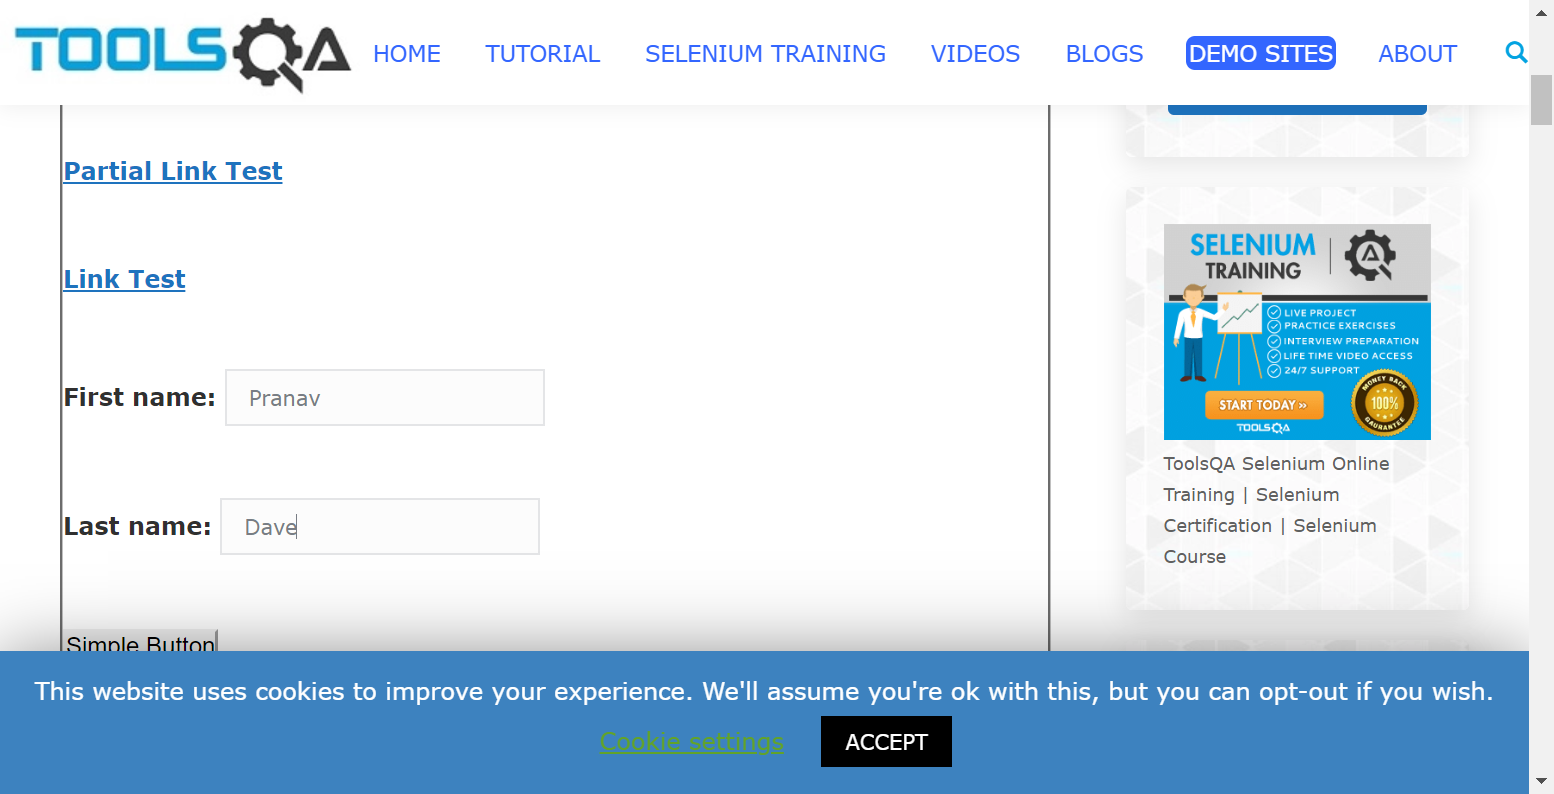 TOOLSQA HOME TUTORIAL SELENIUM TRAINING VIDEOS BLOGS DEMO SITES ABOUT
Partial Link Test
Link Test
First name: Pranav
Last name: Dave
Simple Button
SELENIUM
TRAINING
LIVE PROJECT
PRACTICE EXERCISES
INTERVIEW PREPARATION
LIFE TIME VIDEO ACCESS
24/7 SUPPORT
START TODAY »
MONEY BACK
100%
GAURANTEE
TOOLSQA
ToolsQA Selenium Online
Training | Selenium
Certification | Selenium
Course
This website uses cookies to improve your experience. We'll assume you're ok with this, but you can opt-out if you wish.
Cookie settings ACCEPT